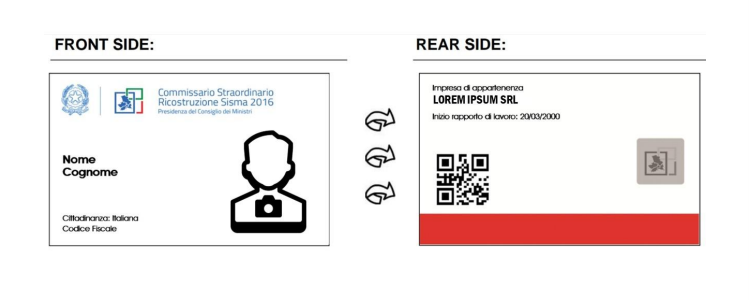 FRONT SIDE:
Commissario Straordinario
Ricostruzione Sisma 2016
Presidenza del Consiglio dei Ministri
Nome
Cognome
Cittadinanza: Italiana
Codice Fiscale
REAR SIDE:
Impresa di appartenenza
LOREM IPSUM SRL
Inizio rapporto di lavoro: 20/03/2000